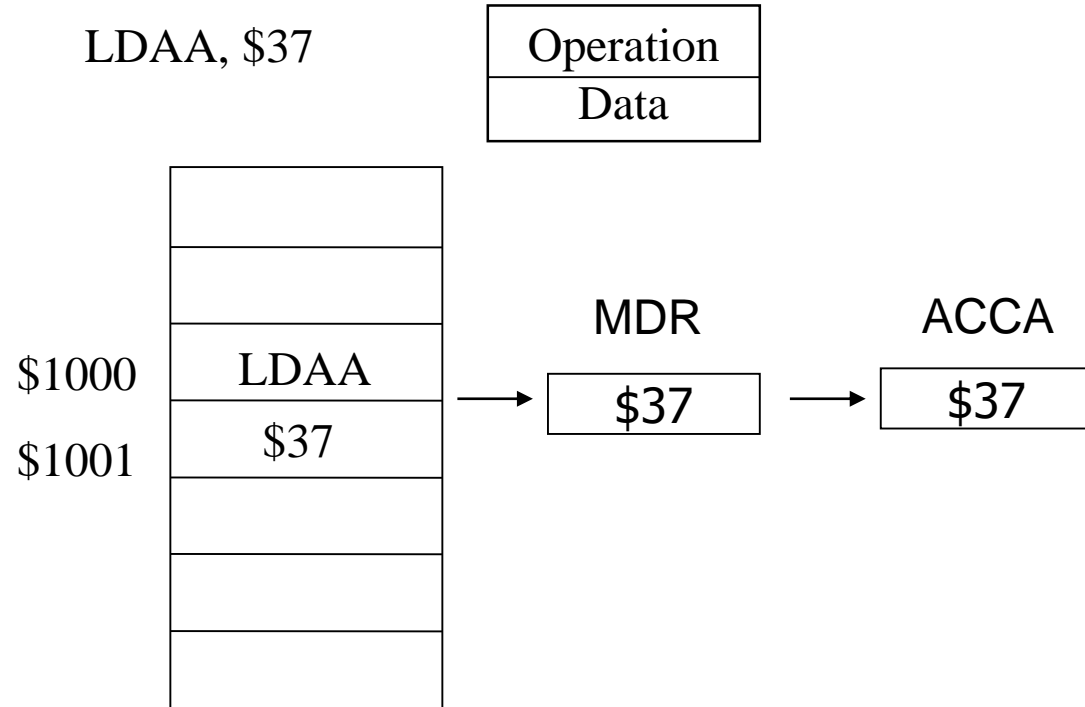 LDAA, $37
Operation
Data
MDR
ACCA
$1000
LDAA
$37
$37
$1001
$37